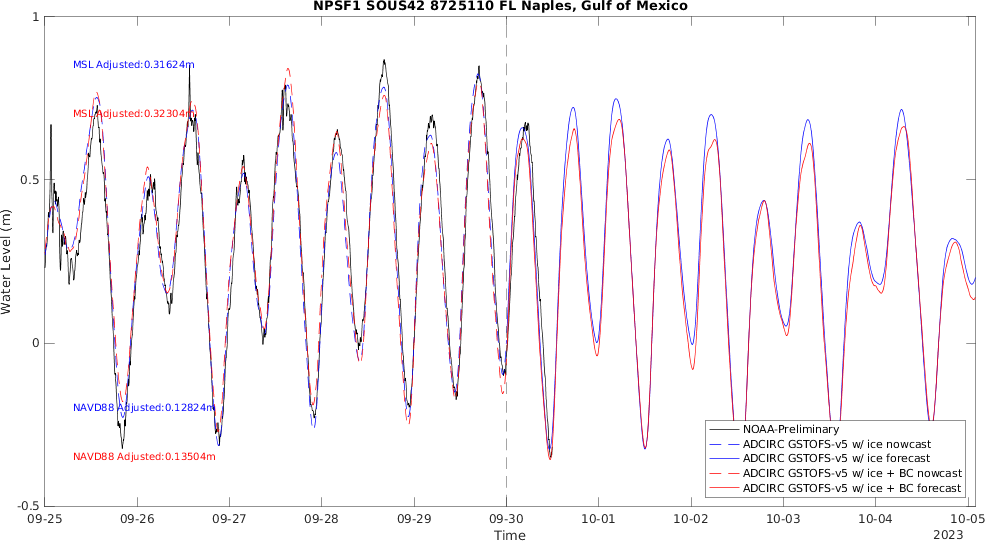 NPSF1 SOUS42 8725110 FL Naples, Gulf of Mexico
1
MSL Adjusted:0.31624m
MSL Adjusted:0.32304m
0.5
Water Level (m)
0
NAVD88 Adjusted:0.12824m
NAVD88 Adjusted:0.13504m
-0.5
NOAA-Preliminary
ADCIRC GSTOFS-v5 w/ ice nowcast
ADCIRC GSTOFS-v5 w/ ice forecast
ADCIRC GSTOFS-v5 w/ ice + BC nowcast
ADCIRC GSTOFS-v5 w/ ice + BC forecast
09-25 09-26 09-27 09-28 09-29 09-30 10-01 10-02 10-03 10-04 10-05
Time
2023